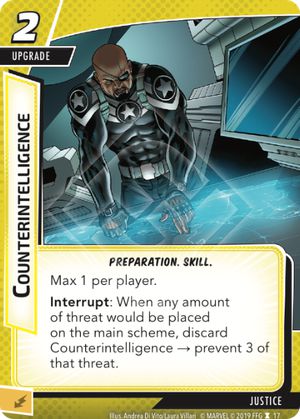 2
UPGRADE
COUNTERINTELLIGENCE
PREPARATION. SKILL.
Max 1 per player.
Interrupt: When any amount
of threat would be placed
on the main scheme, discard
Counterintelligence → prevent 3 of
that threat.
JUSTICE
Illus. Andrea Di Vito/Laura Villari © MARVEL © 2019 FFG 17